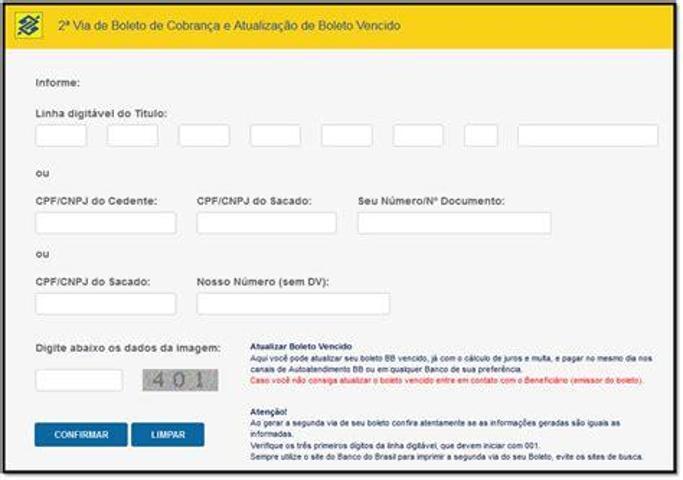 2ª Via de Boleto de Cobrança e Atualização de Boleto Vencido
Informe:
Linha digitável do Título:
ou
CPF/CNPJ do Cedente: CPF/CNPJ do Sacado: Seu Número/Nº Documento:
ou
CPF/CNPJ do Sacado: Nosso Número (sem DV):
Digite abaixo os dados da imagem:
401
CONFIRMAR LIMPAR
Atualizar Boleto Vencido
Aqui você pode atualizar seu boleto BB vencido, já com o cálculo de juros e multa, e pagar no mesmo dia nos
canais de Autoatendimento BB ou em qualquer Banco de sua preferência.
Caso você não consiga atualizar o boleto vencido entre em contato com o Beneficiário (emissor do boleto).
Atenção!
Ao gerar a segunda via de seu boleto confira atentamente se as informações geradas são iguais as
informadas.
Verifique os três primeiros dígitos da linha digitável, que devem iniciar com 001.
Sempre utilize o site do Banco do Brasil para imprimir a segunda via do seu Boleto, evite os sites de busca.